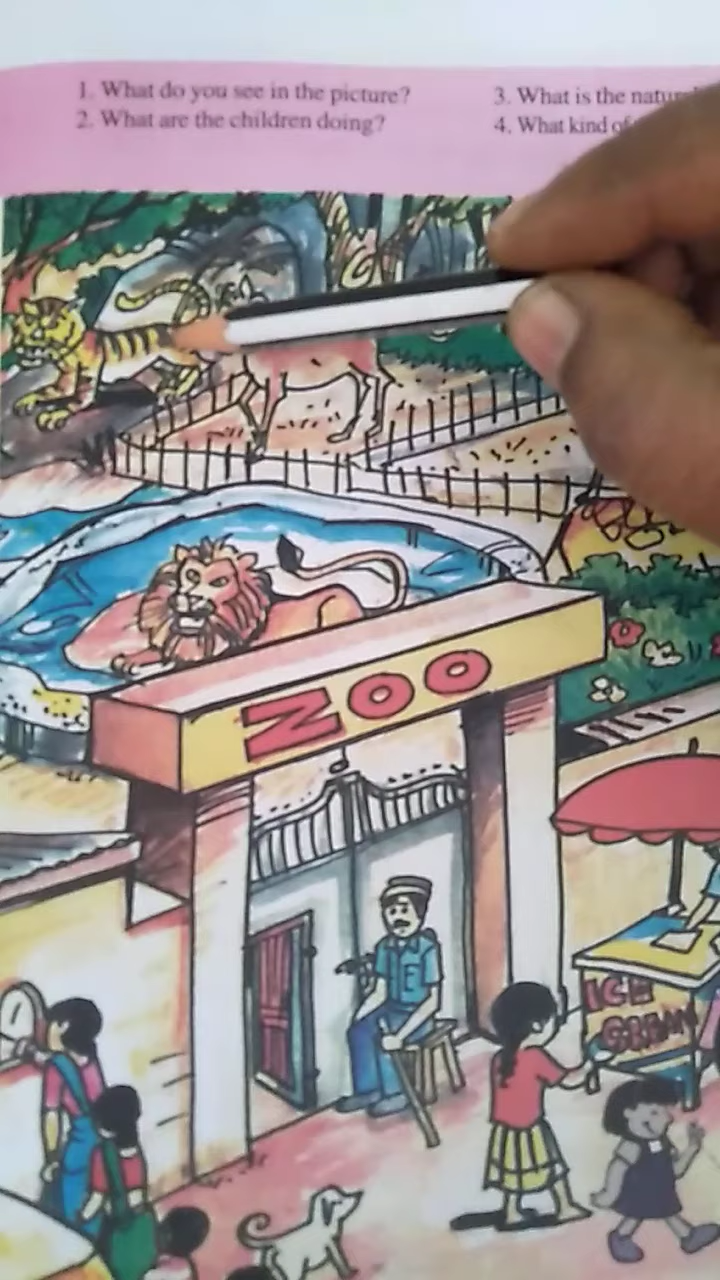 1. What do you see in the picture?
2. What are the children doing?
3. What is the
4. What kind
ZOO
ICE
CREAM